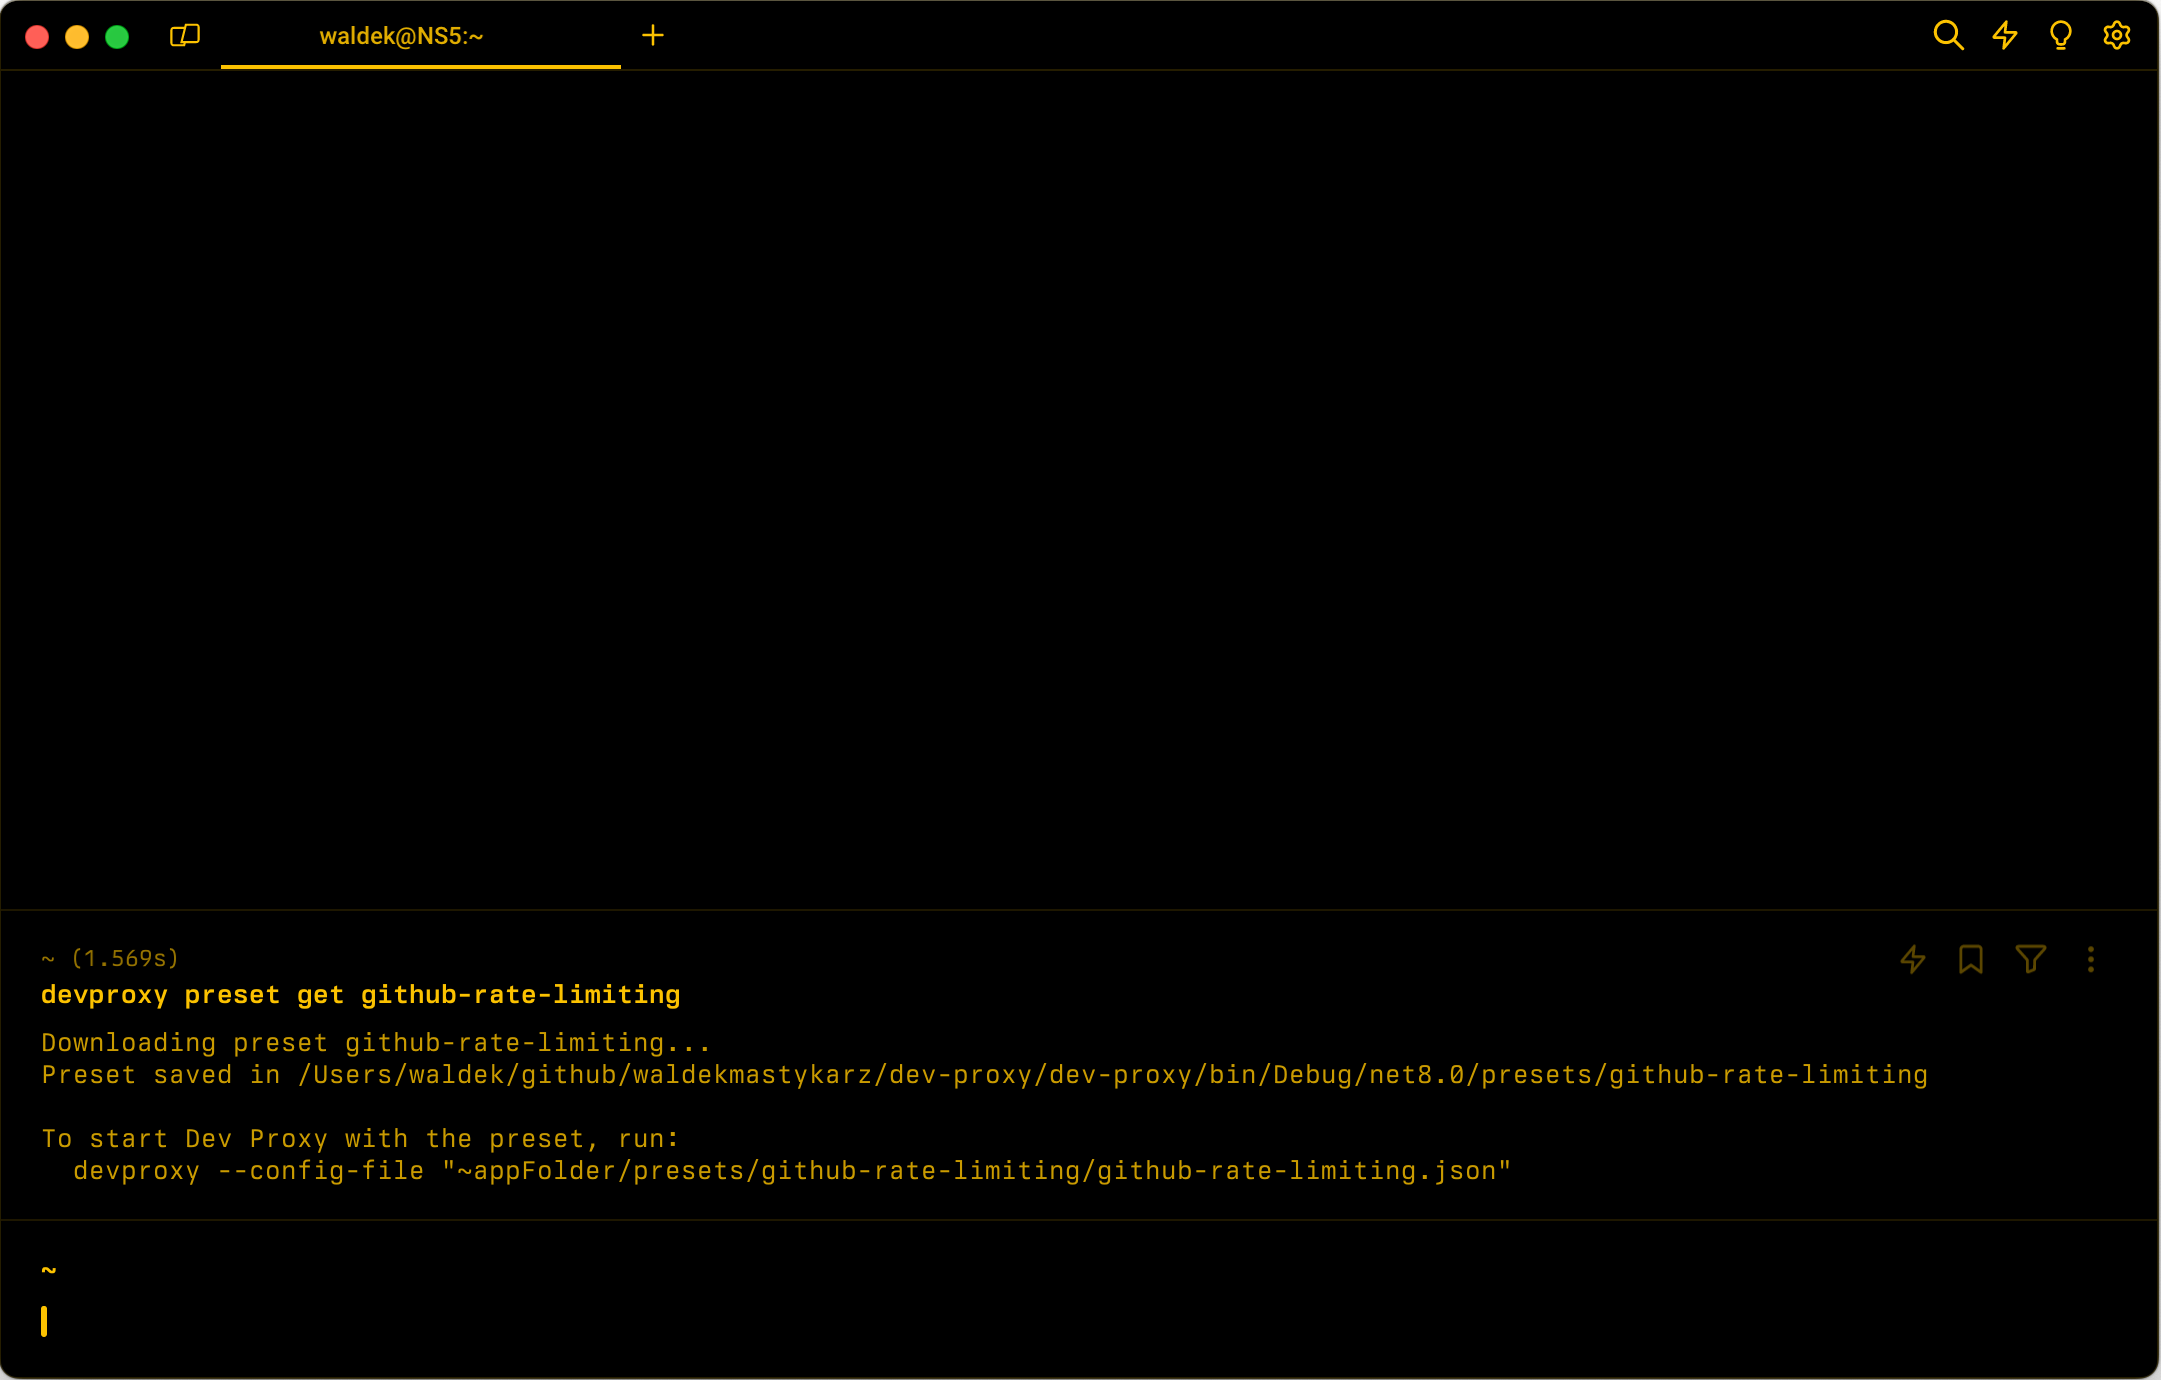 waldek@NS5:~
~ (1.569s)
devproxy preset get github-rate-limiting
Downloading preset github-rate-limiting...
Preset saved in /Users/waldek/github/waldekmastykarz/dev-proxy/dev-proxy/bin/Debug/net8.0/presets/github-rate-limiting
To start Dev Proxy with the preset, run:
devproxy --config-file "~appFolder/presets/github-rate-limiting/github-rate-limiting.json"
~